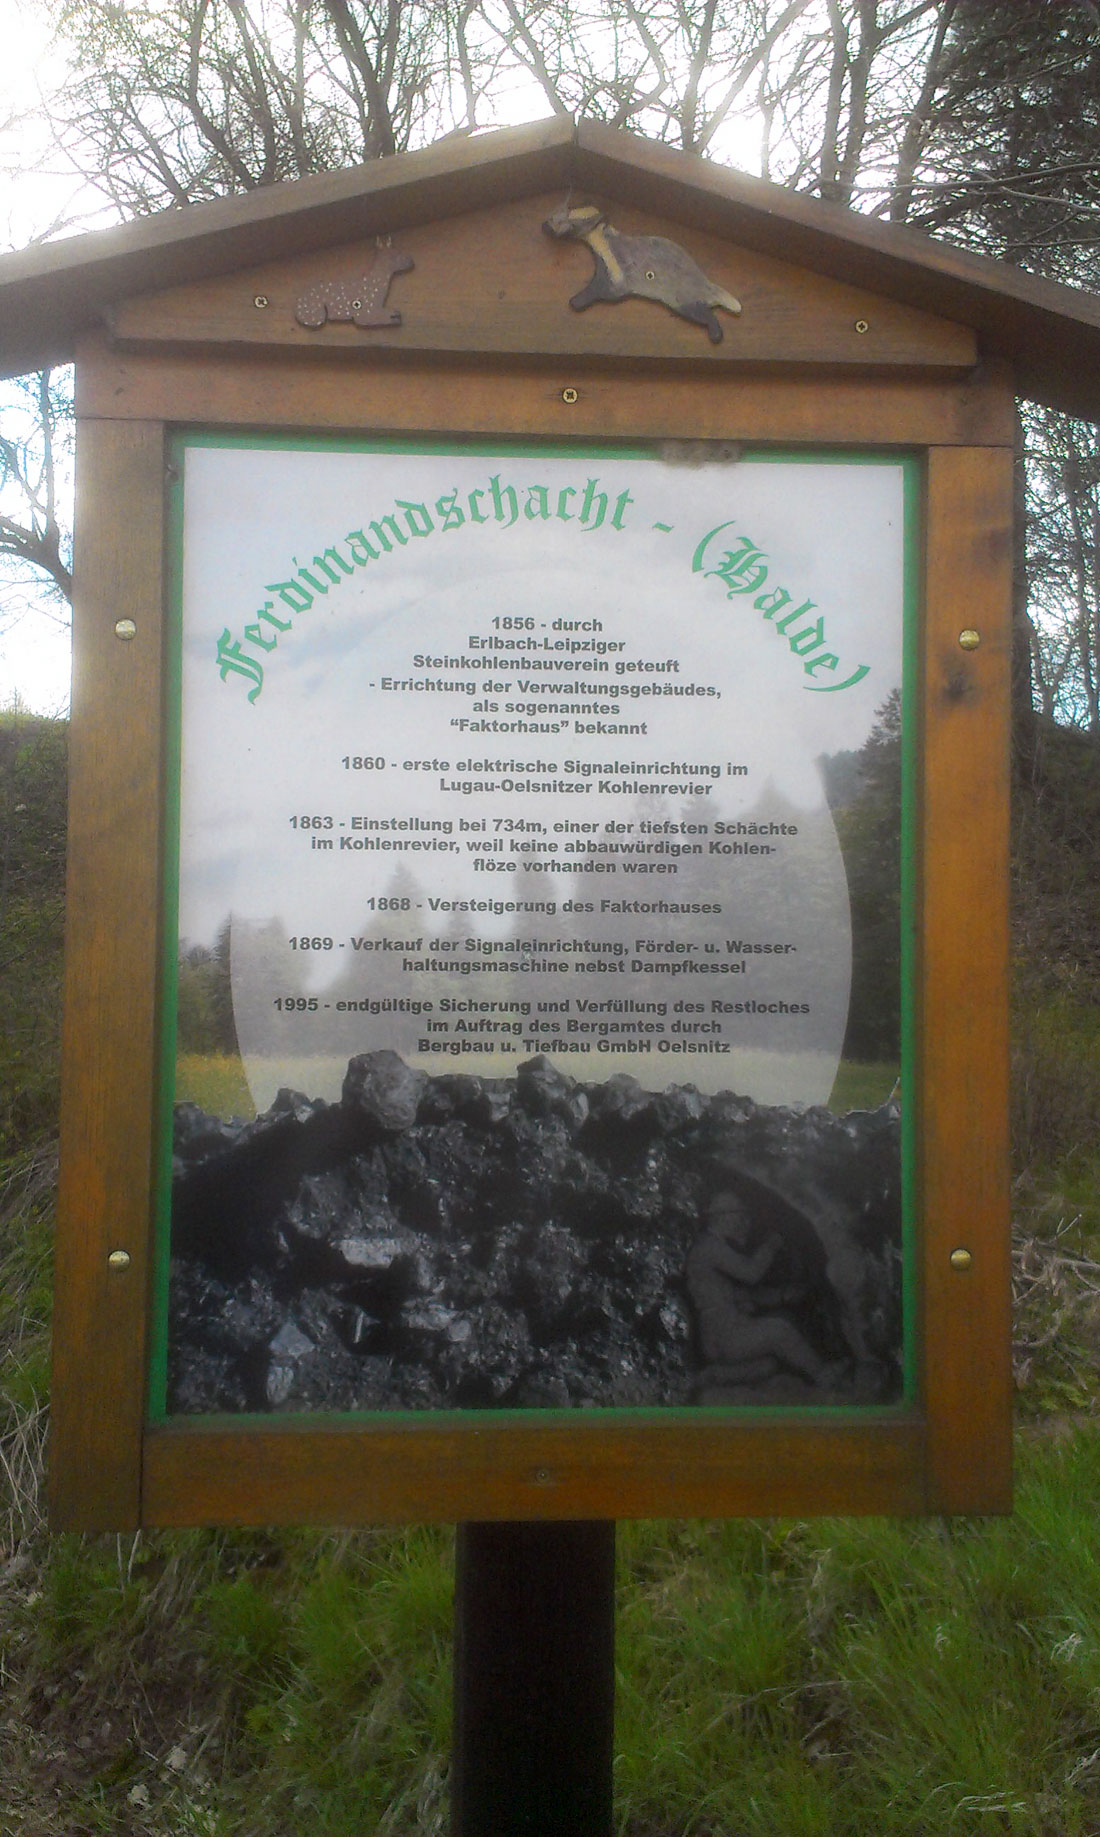 Ferdinandschacht - (Halde)
1856 - durch
Erlbach-Leipziger
Steinkohlenbauverein geteuft
- Errichtung der Verwaltungsgebäudes,
als sogenanntes
“Faktorhaus” bekannt
1860 - erste elektrische Signaleinrichtung im
Lugau-Oelsnitzer Kohlenrevier
1863 - Einstellung bei 734m, einer der tiefsten Schächte
im Kohlenrevier, weil keine abbauwürdigen Kohlen-
flöze vorhanden waren
1868 - Versteigerung des Faktorhauses
1869 - Verkauf der Signaleinrichtung, Förder- u. Wasser-
haltungsmaschine nebst Dampfkessel
1995 - endgültige Sicherung und Verfüllung des Restloches
im Auftrag des Bergamtes durch
Bergbau u. Tiefbau GmbH Oelsnitz